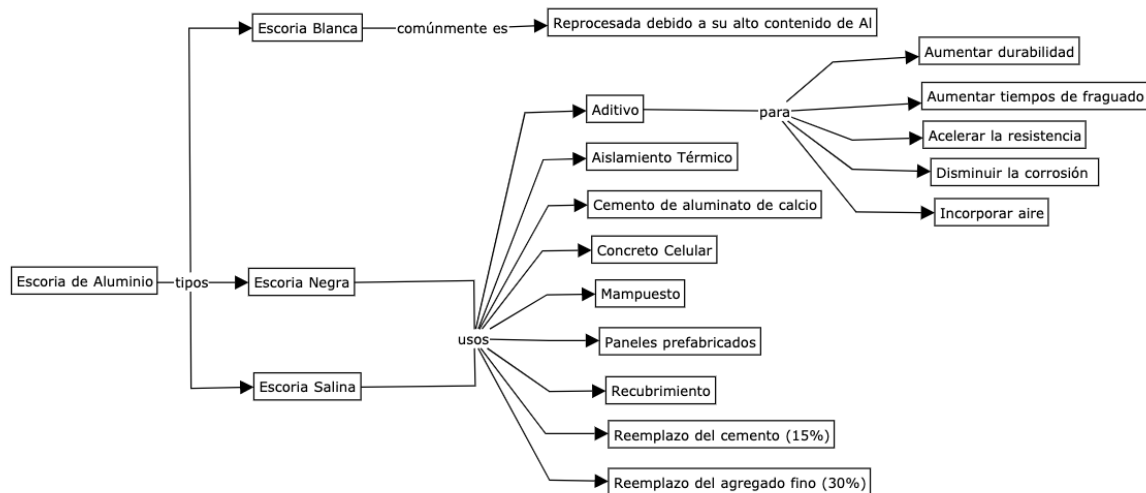 Escoria Blanca
comúnmente es
Reprocesada debido a su alto contenido de Al
Aumentar durabilidad
Aditivo
para
Aumentar tiempos de fraguado
Acelerar la resistencia
Aislamiento Térmico
Disminuir la corrosión
Cemento de aluminato de calcio
Incorporar aire
Concreto Celular
Escoria de Aluminio
tipos
Escoria Negra
Mampuesto
usos
Paneles prefabricados
Escoria Salina
Recubrimiento
Reemplazo del cemento (15%)
Reemplazo del agregado fino (30%)